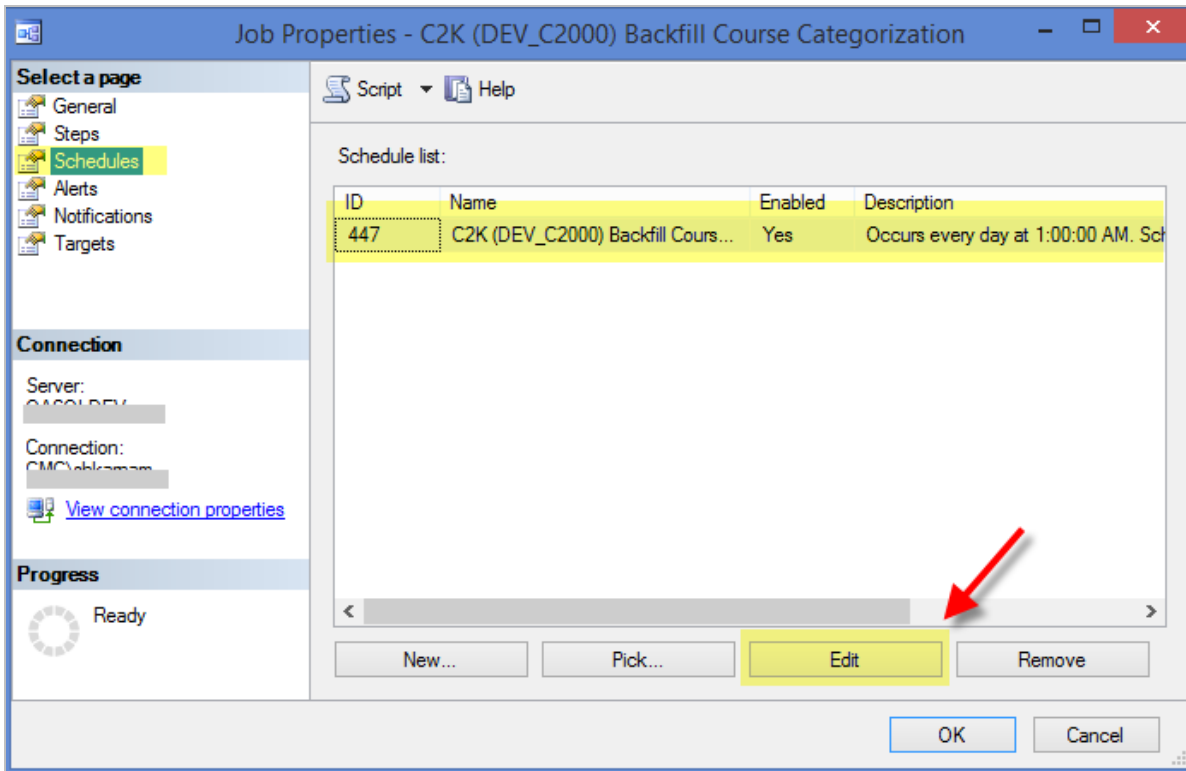 Job Properties - C2K (DEV_C2000) Backfill Course Categorization
Select a page
General
Steps
Schedules
Alerts
Notifications
Targets
Script
Help
Schedule list:
ID Name Enabled Description
447 C2K (DEV_C2000) Backfill Cours... Yes Occurs every day at 1:00:00 AM. Sch
Connection
Server:
Connection:
View connection properties
Progress
Ready
New... Pick... Edit Remove
OK Cancel